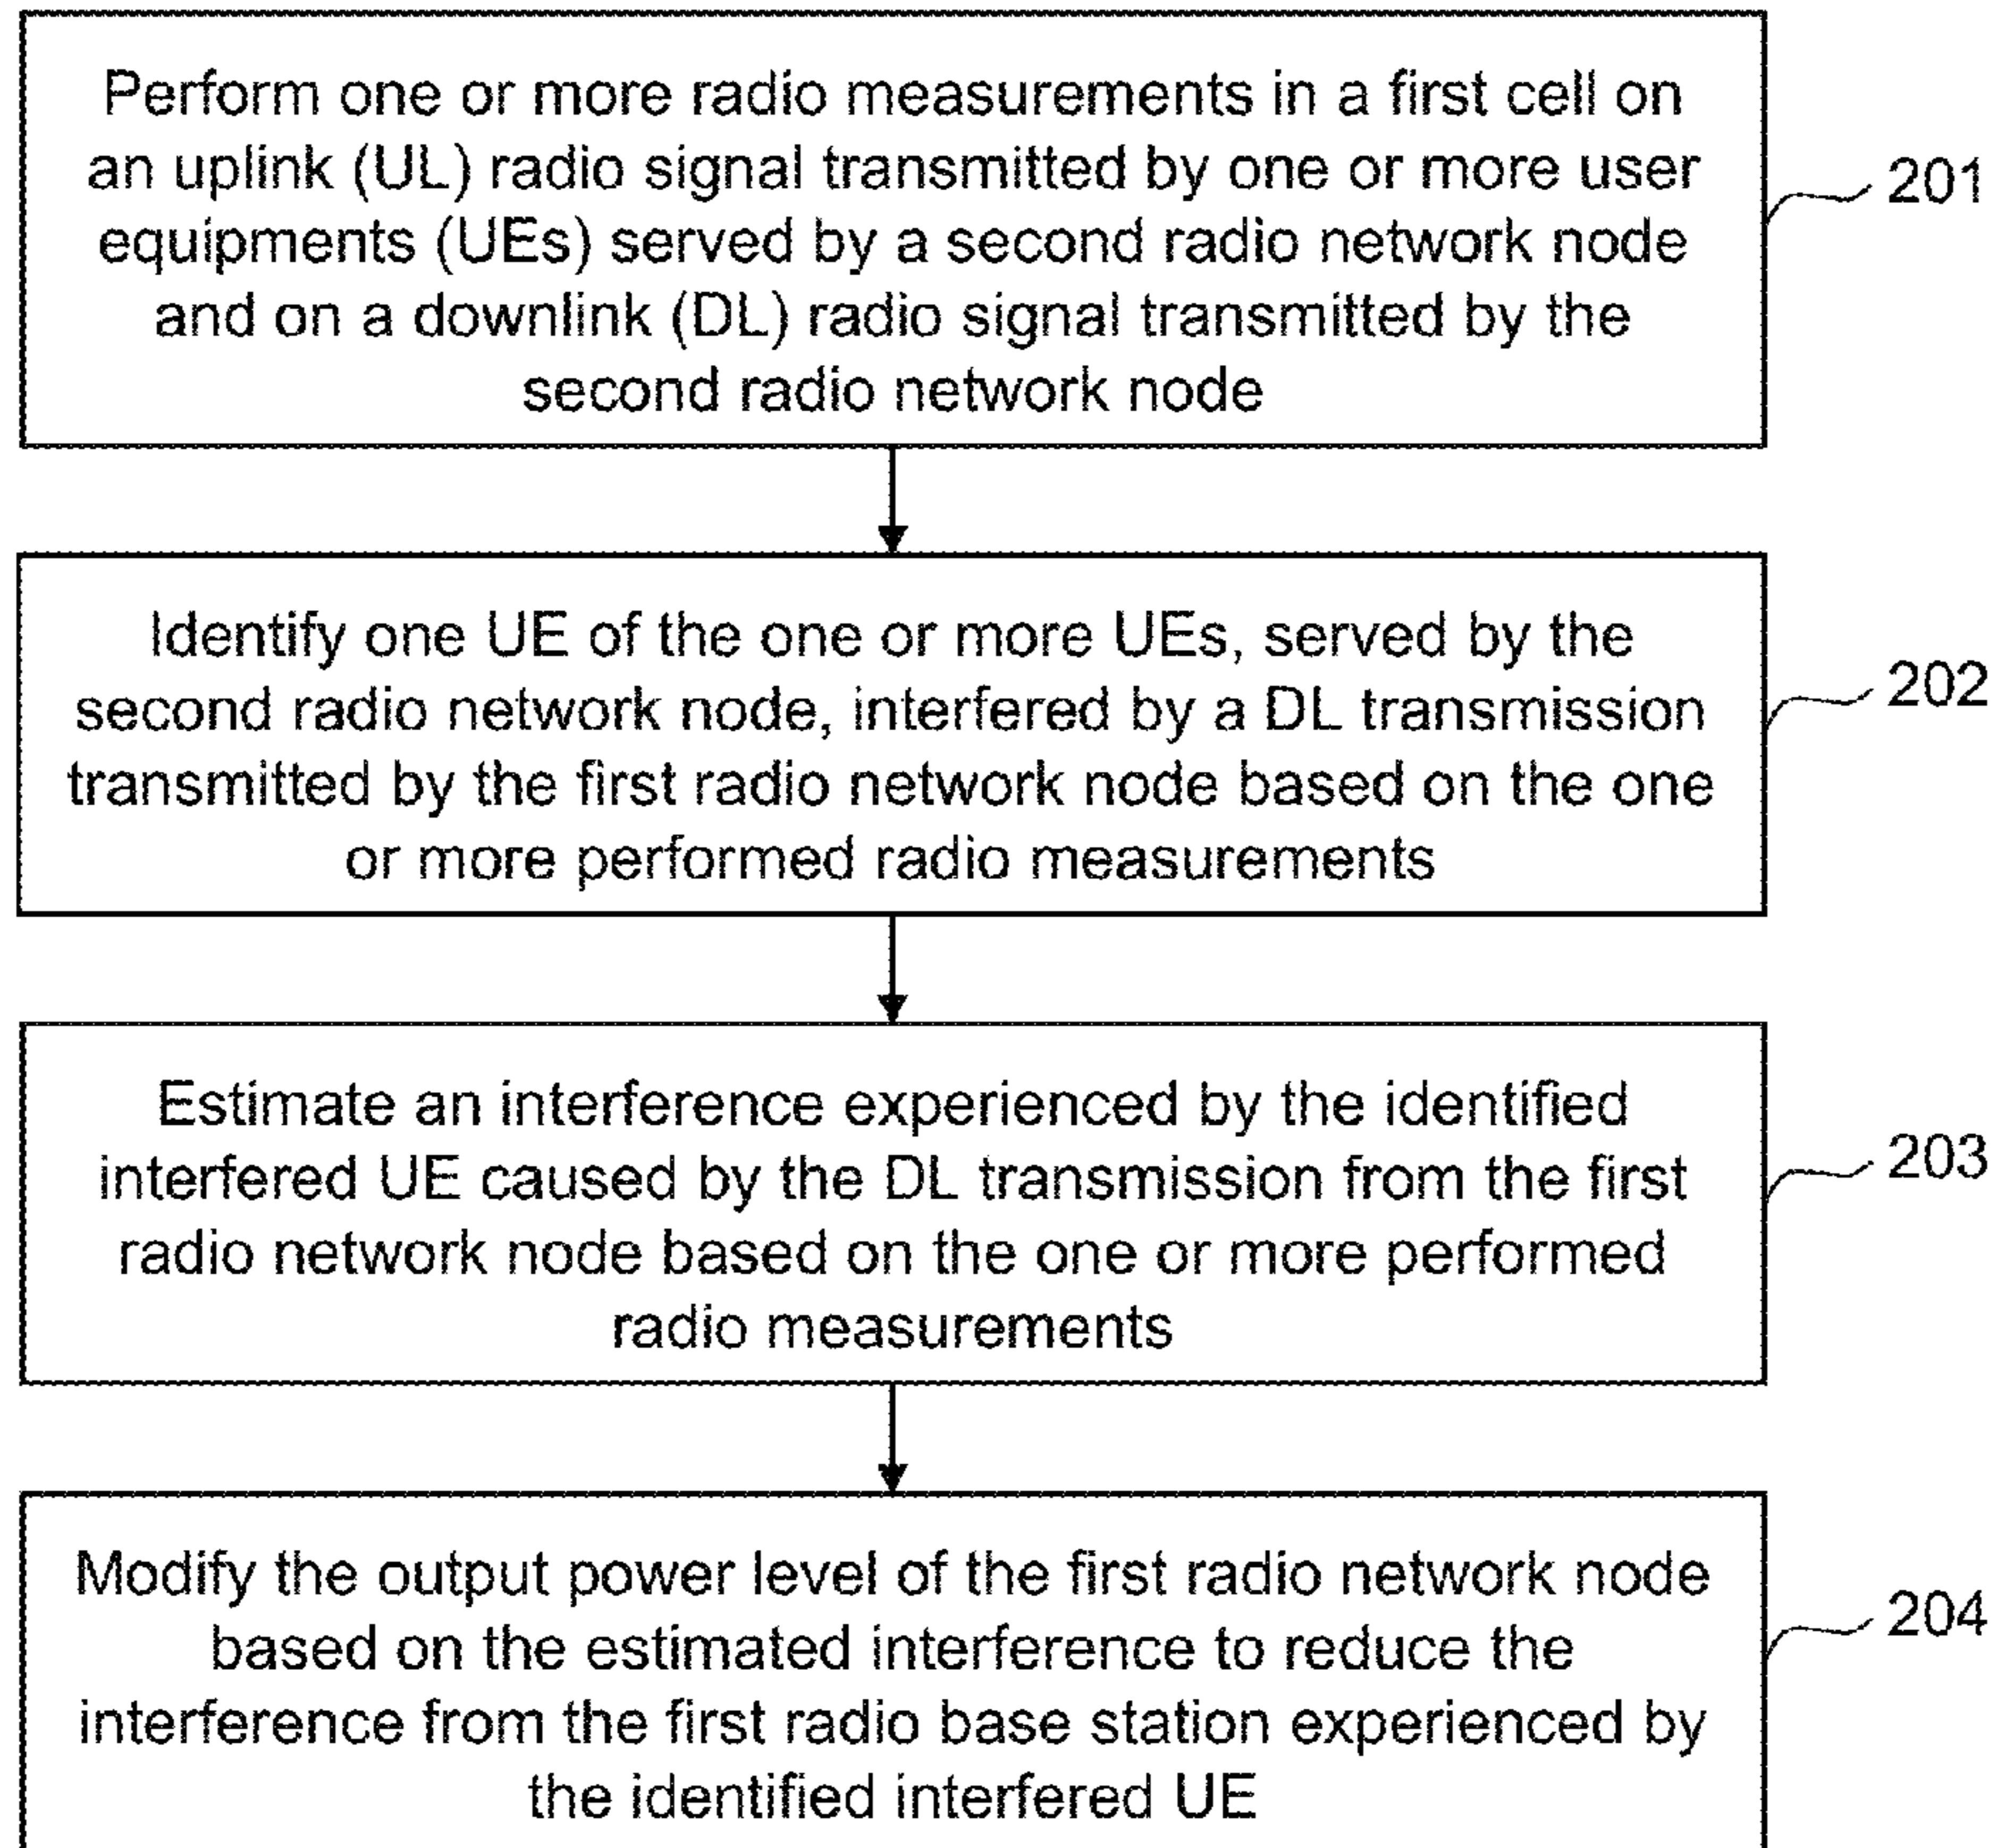 Perform one or more radio measurements in a first cell on
an uplink (UL) radio signal transmitted by one or more user
equipments (UEs) served by a second radio network node
and on a downlink (DL) radio signal transmitted by the
second radio network node
201
Identify one UE of the one or more UEs, served by the
second radio network node, interfered by a DL transmission
transmitted by the first radio network node based on the one
or more performed radio measurements
202
Estimate an interference experienced by the identified
interfered UE caused by the DL transmission from the first
radio network node based on the one or more performed
radio measurements
203
Modify the output power level of the first radio network node
based on the estimated interference to reduce the
interference from the first radio base station experienced by
the identified interfered UE
204